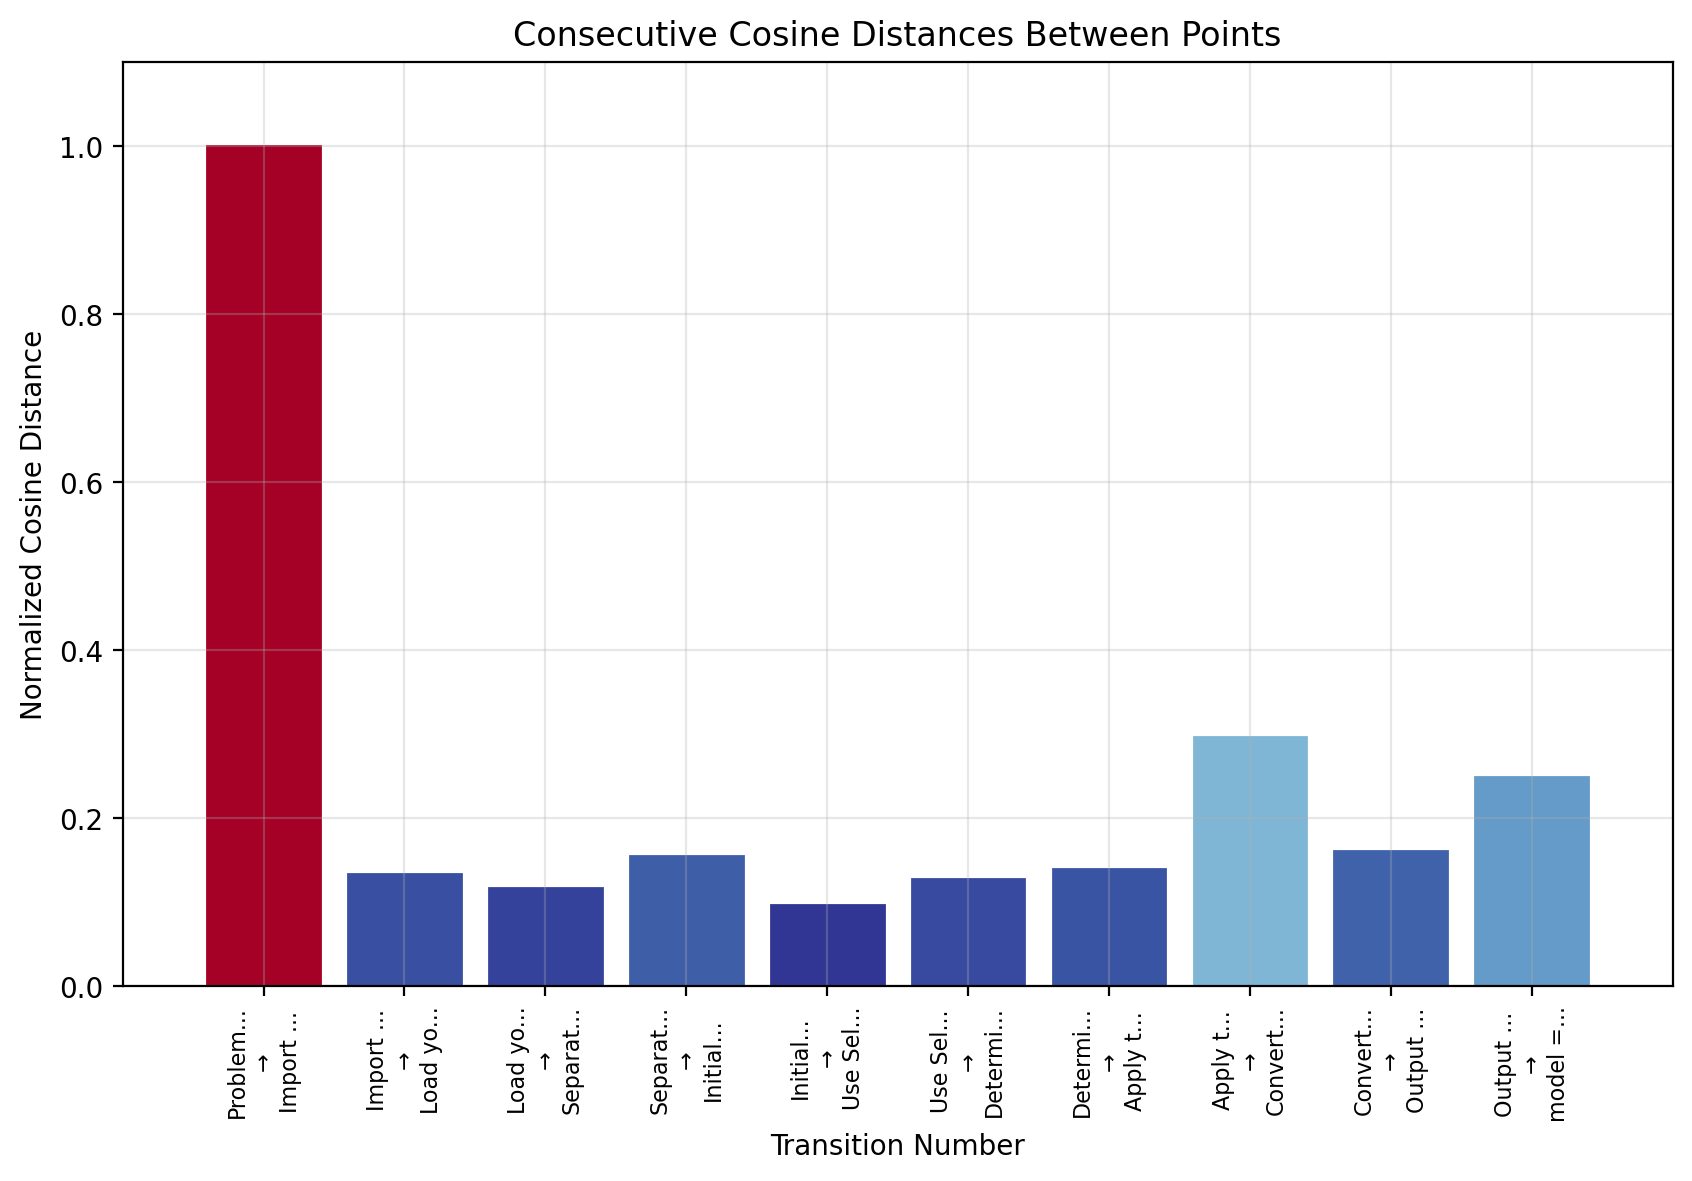 Consecutive Cosine Distances Between Points
Normalized Cosine Distance
1.0
0.8
0.6
0.4
0.2
0.0
Problem...
→
Import ...
Import ...
→
Load yo...
Load yo...
→
Separat...
Separat...
→
Initial...
Initial...
→
Use Sel...
Use Sel...
→
Determi...
Determi...
→
Apply t...
Apply t...
→
Convert...
Convert...
→
Output ...
Output ...
→
model =...
Transition Number